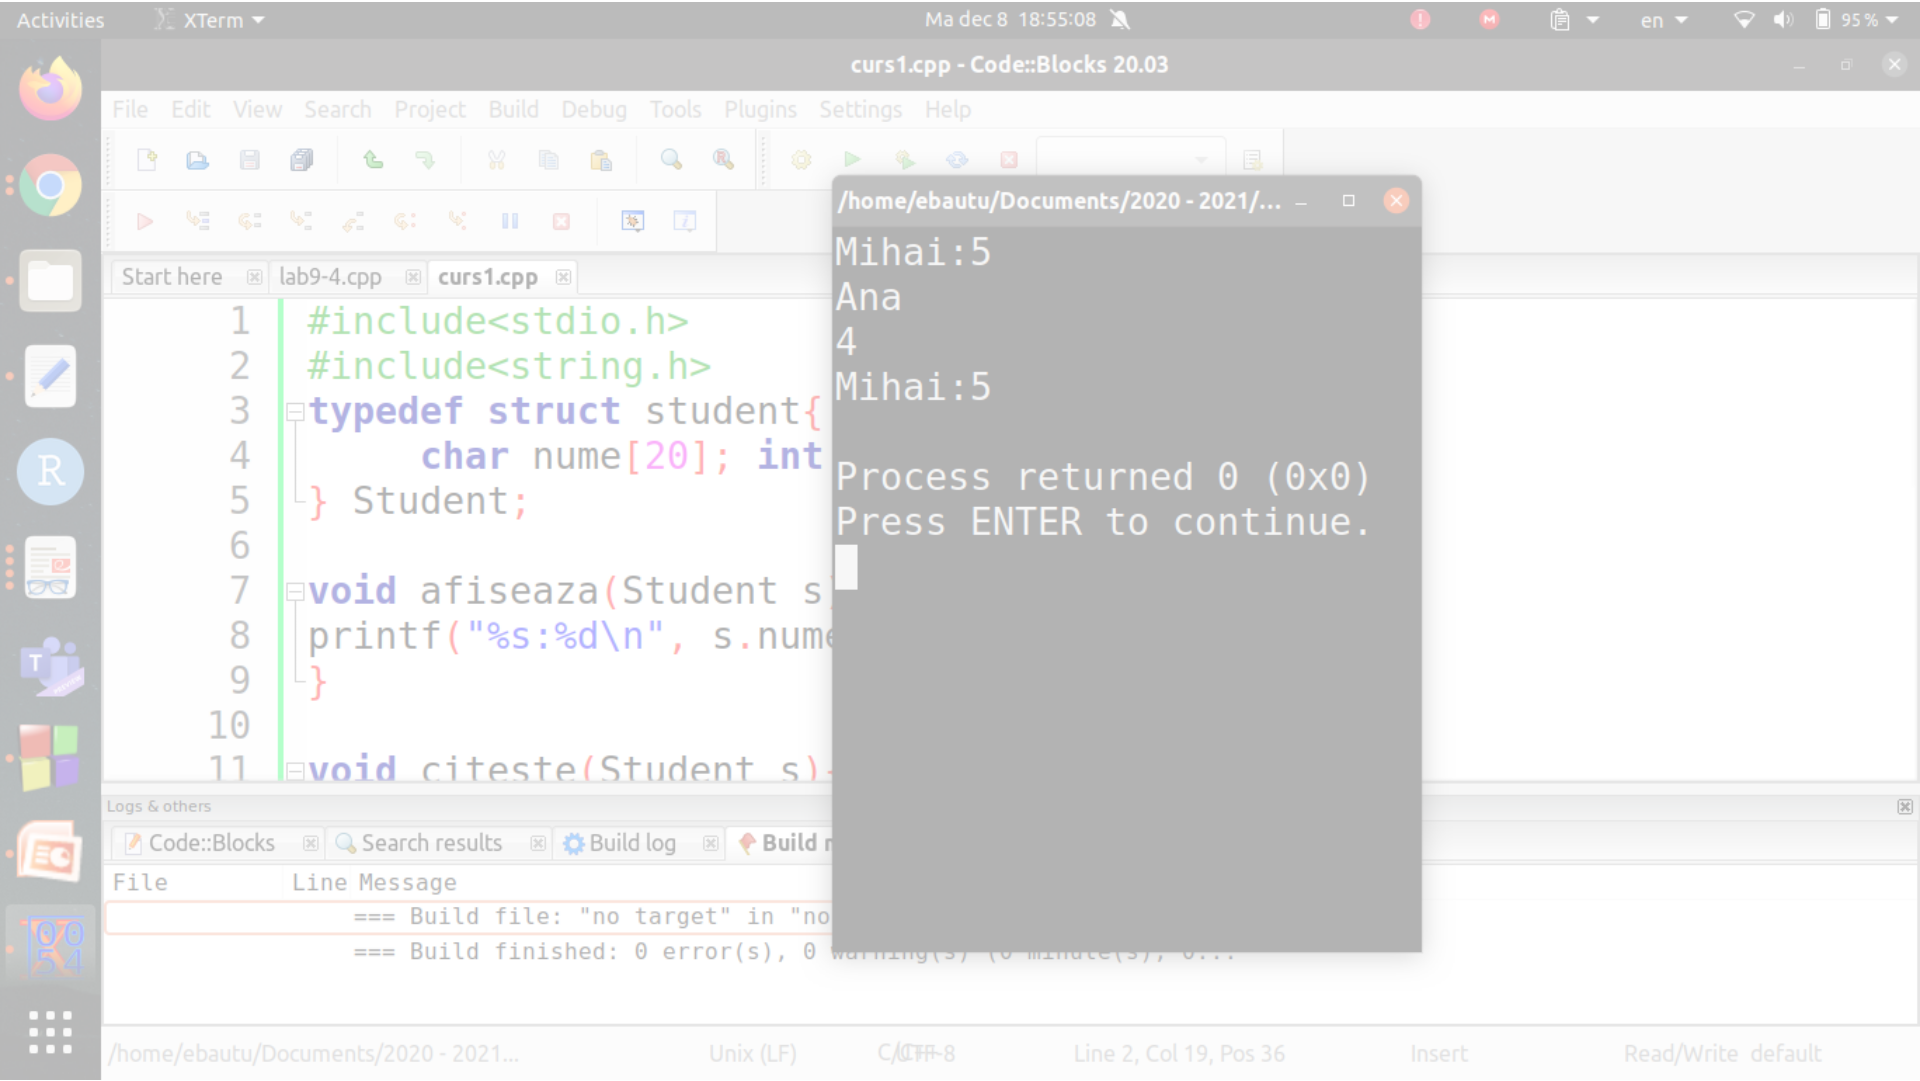 Activities XTerm Ma dec 8 18:55:08 en 95 %
curs1.cpp - Code::Blocks 20.03
File Edit View Search Project Build Debug Tools Plugins Settings Help
/home/ebautu/Documents/2020 - 2021/...
Start here lab9-4.cpp curs1.cpp
1 #include<stdio.h>
2 #include<string.h>
3 typedef struct student{
4 char nume[20]; int
5 } Student;
6
7 void afiseaza(Student s)
8 printf("%s:%d\n", s.nume
9 }
10
11 void citeste(Student s)
Mihai:5
Ana
4
Mihai:5
Process returned 0 (0x0)
Press ENTER to continue.
Logs & others
Code::Blocks Search results Build log Build
File Line Message
=== Build file: "no target" in "no
=== Build finished: 0 error(s), 0 warning(s) (0 minute(s), 0...
/home/ebautu/Documents/2020 - 2021... Unix (LF) UTF-8 Line 2, Col 19, Pos 36 Insert Read/Write default